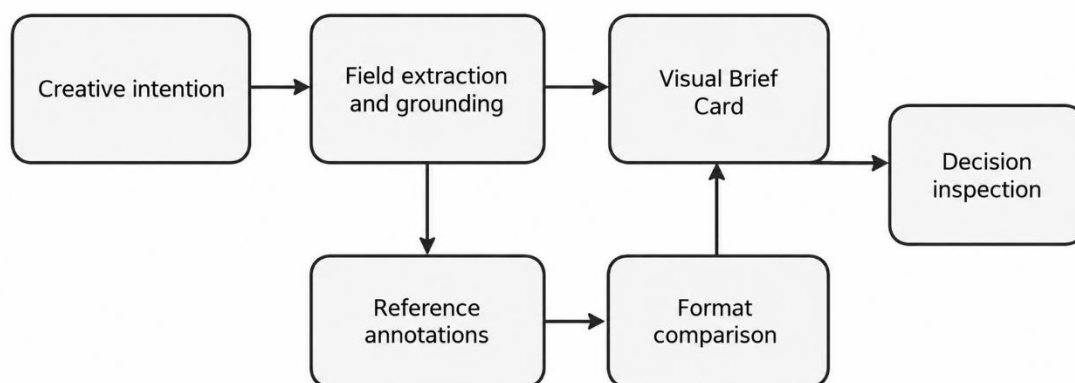 Creative intention
Field extraction
and grounding
Visual Brief
Card
Decision
inspection
Reference
annotations
Format
comparison